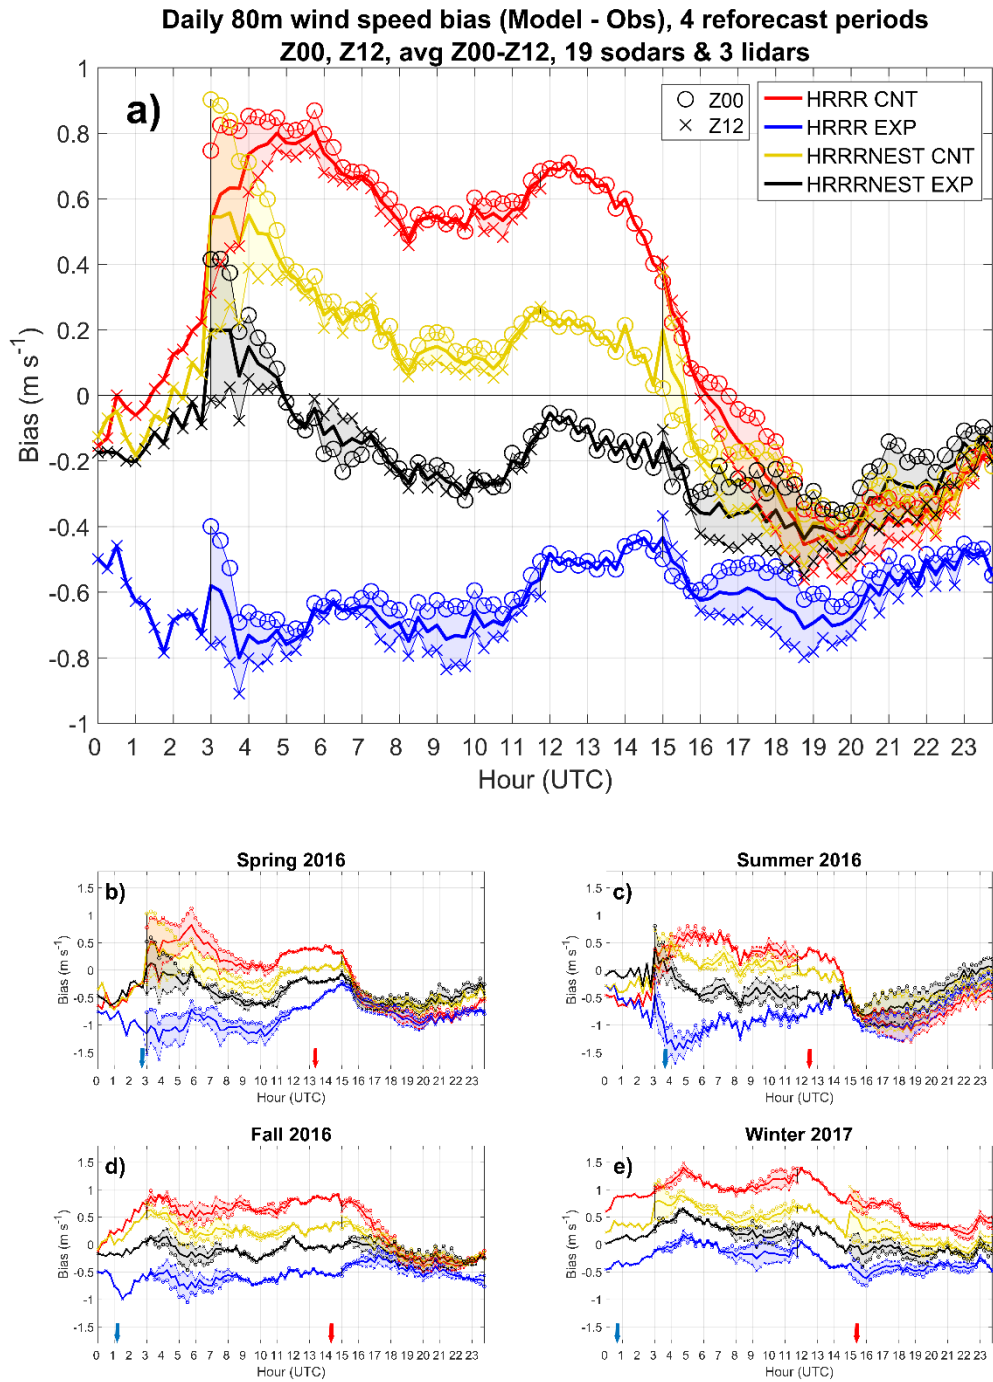 Daily 80m wind speed bias (Model - Obs), 4 reforecast periods
Z00, Z12, avg Z00-Z12, 19 sodars & 3 lidars
a)
Z00
Z12
HRRR CNT
HRRR EXP
HRRRNEST CNT
HRRRNEST EXP
1
0.8
0.6
0.4
0.2
0
-0.2
-0.4
-0.6
-0.8
-1
Bias (m s⁻¹)
0 1 2 3 4 5 6 7 8 9 10 11 12 13 14 15 16 17 18 19 20 21 22 23
Hour (UTC)
Spring 2016
b)
1.5
1
0.5
0
-0.5
-1
-1.5
Bias (m s⁻¹)
0 1 2 3 4 5 6 7 8 9 10 11 12 13 14 15 16 17 18 19 20 21 22 23
Hour (UTC)
Summer 2016
c)
1.5
1
0.5
0
-0.5
-1
-1.5
Bias (m s⁻¹)
0 1 2 3 4 5 6 7 8 9 10 11 12 13 14 15 16 17 18 19 20 21 22 23
Hour (UTC)
Fall 2016
d)
1.5
1
0.5
0
-0.5
-1
Bias (m s⁻¹)
0 1 2 3 4 5 6 7 8 9 10 11 12 13 14 15 16 17 18 19 20 21 22 23
Hour (UTC)
Winter 2017
e)
1.5
1
0.5
0
-0.5
-1
Bias (m s⁻¹)
0 1 2 3 4 5 6 7 8 9 10 11 12 13 14 15 16 17 18 19 20 21 22 23
Hour (UTC)